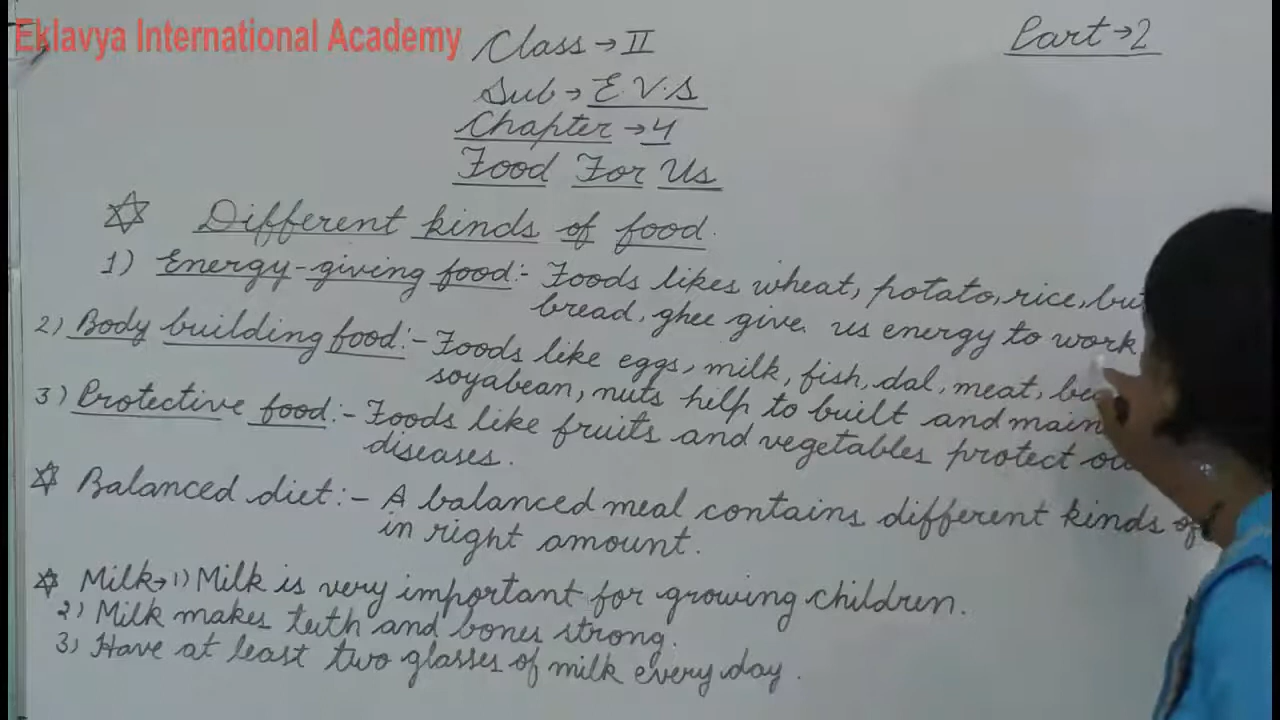 Eklavya International Academy
Class → II
Part → 2
Sub → E.V.S
Chapter → 4
Food For Us
Different kinds of food.
1) Energy-giving food:- Foods likes wheat, potato, rice,
bread, ghee give us energy to work
2) Body building food:- Foods like eggs, milk, fish, dal, meat,
soyabean, nuts help to built and
3) Protective food:- Foods like fruits and vegetables protect
diseases.
Balanced diet:- A balanced meal contains different kinds of
in right amount.
Milk → 1) Milk is very important for growing children.
2) Milk makes teeth and bones strong.
3) Have at least two glasses of milk every day.